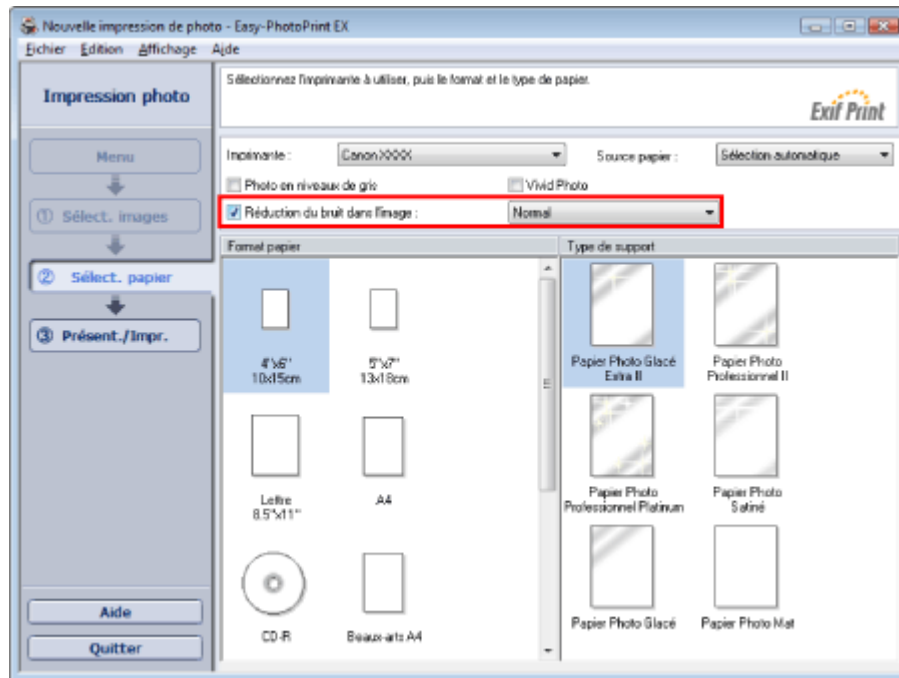 Nouvelle impression de photo - Easy-PhotoPrint EX
Fichier Edition Affichage Aide
Impression photo
Sélectionnez l'imprimante à utiliser, puis le format et le type de papier.
Exif Print
Menu
Imprimante :
Canon XXXX
Source papier :
Sélection automatique
Photo en niveaux de gris
Vivid Photo
① Sélect. images
Réduction du bruit dans l'image :
Normal
Format papier
Type de support
② Sélect. papier
③ Présent./Impr.
4"x6"
10x15cm
5"x7"
13x18cm
Papier Photo Glacé
Extra II
Papier Photo
Professionnel II
Lettre
8.5"x11"
A4
Papier Photo
Professionnel Platinum
Papier Photo
Satiné
CD-R
Beaux-arts A4
Papier Photo Glacé
Papier Photo Mat
Aide
Quitter